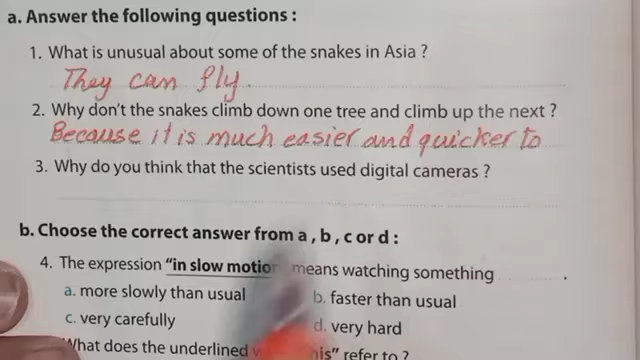 a. Answer the following questions :
1. What is unusual about some of the snakes in Asia ?
They can fly.
2. Why don't the snakes climb down one tree and climb up the next ?
Because it is much easier and quicker to
3. Why do you think that the scientists used digital cameras ?
b. Choose the correct answer from a , b , c or d :
4. The expression "in slow motion means watching something .
a. more slowly than usual b. faster than usual
c. very carefully d. very hard
What does the underlined his" refer to ?